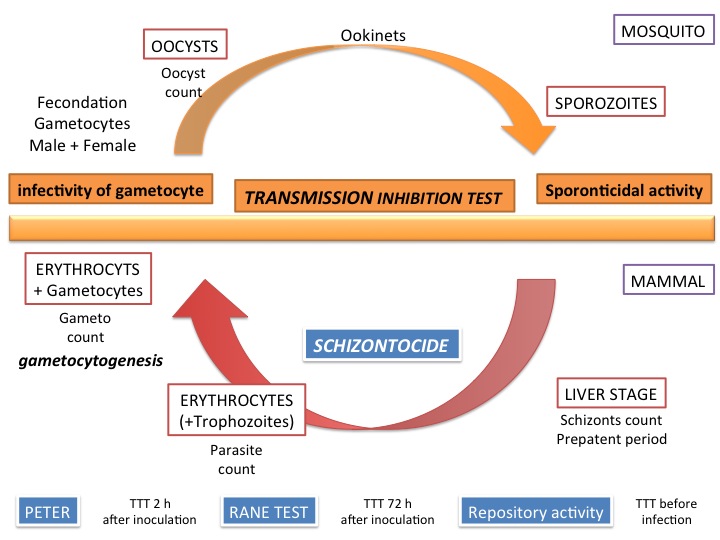 Ookinets
MOSQUITO
OOCYSTS
Oocyst
count
SPOROZOITES
Fecondation
Gametocytes
Male + Female
infectivity of gametocyte
TRANSMISSION INHIBITION TEST
Sporonticidal activity
ERYTHROCYTS
+ Gametocytes
MAMMAL
Gameto
count
gametocytogenesis
SCHIZONTOCIDE
ERYTHROCYTES
(+Trophozoites)
LIVER STAGE
Schizonts count
Prepatent period
Parasite
count
PETER
TTT 2 h
after inoculation
RANE TEST
TTT 72 h
after inoculation
Repository activity
TTT before
infection